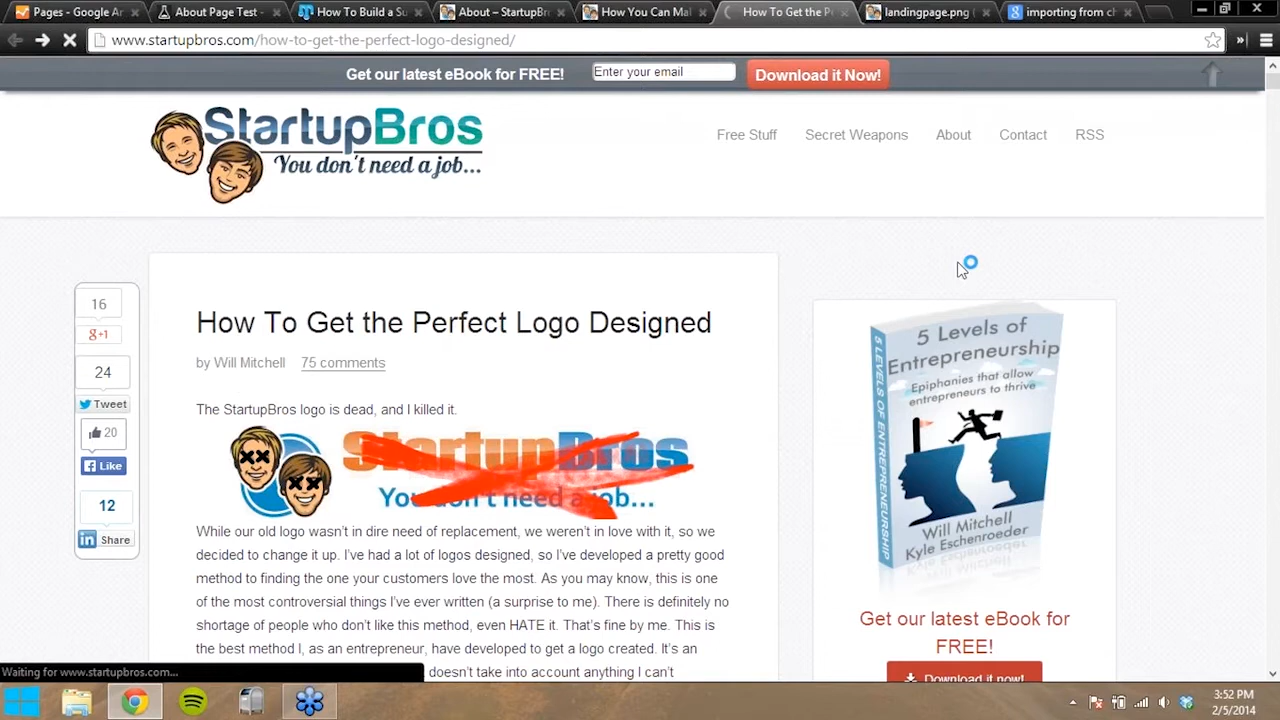 Pages - Google Ar
About Page Test -
How To Build a Su
About – StartupBr
How You Can Mal
How To Get the P
landingpage.png (
importing from ch
www.startupbros.com/how-to-get-the-perfect-logo-designed/
Get our latest eBook for FREE!
Enter your email
Download it Now!
StartupBros
You don't need a job...
Free Stuff
Secret Weapons
About
Contact
RSS
16
g+1
24
Tweet
20
Like
12
in Share
How To Get the Perfect Logo Designed
by Will Mitchell 75 comments
The StartupBros logo is dead, and I killed it.
StartupBros
You don't need a job...
While our old logo wasn't in dire need of replacement, we weren't in love with it, so we
decided to change it up. I've had a lot of logos designed, so I've developed a pretty good
method to finding the one your customers love the most. As you may know, this is one
of the most controversial things I've ever written (a surprise to me). There is definitely no
shortage of people who don't like this method, even HATE it. That's fine by me. This is
the best method I, as an entrepreneur, have developed to get a logo created. It's an
doesn't take into account anything I can't
5 LEVELS OF ENTREPRENEURSHIP
5 Levels of
Entrepreneurship
Epiphanies that allow
entrepreneurs to thrive
Will Mitchell
Kyle Eschenroeder
Get our latest eBook for
FREE!
Download it now!
Waiting for www.startupbros.com...
3:52 PM
2/5/2014